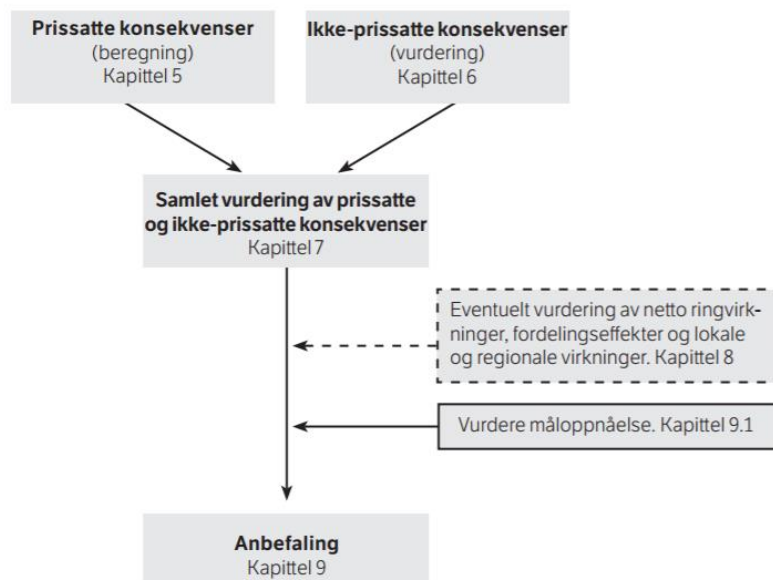 Prissatte konsekvenser
(beregning)
Kapittel 5
Ikke-prissatte konsekvenser
(vurdering)
Kapittel 6
Samlet vurdering av prissatte
og ikke-prissatte konsekvenser
Kapittel 7
Eventuelt vurdering av netto ringvirk-
ninger, fordelingseffekter og lokale
og regionale virkninger. Kapittel 8
Vurdere måloppnåelse. Kapittel 9.1
Anbefaling
Kapittel 9